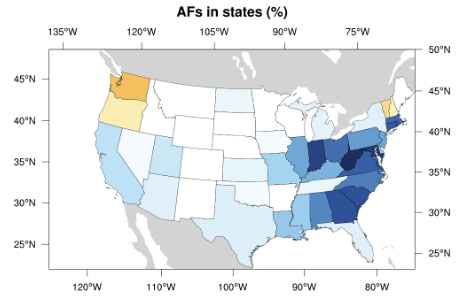 AFs in states (%)
135°W 120°W 105°W 90°W 75°W
50°N
45°N 45°N
40°N 40°N
35°N 35°N
30°N 30°N
25°N 25°N
120°W 110°W 100°W 90°W 80°W